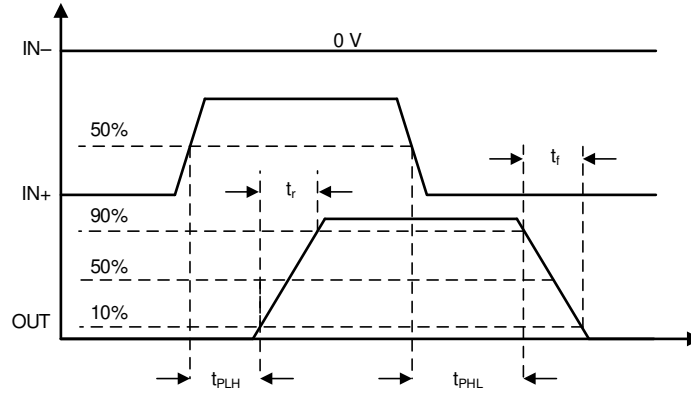 IN–
0 V
50%
t_f
IN+
t_r
90%
50%
10%
OUT
t_PLH
t_PHL